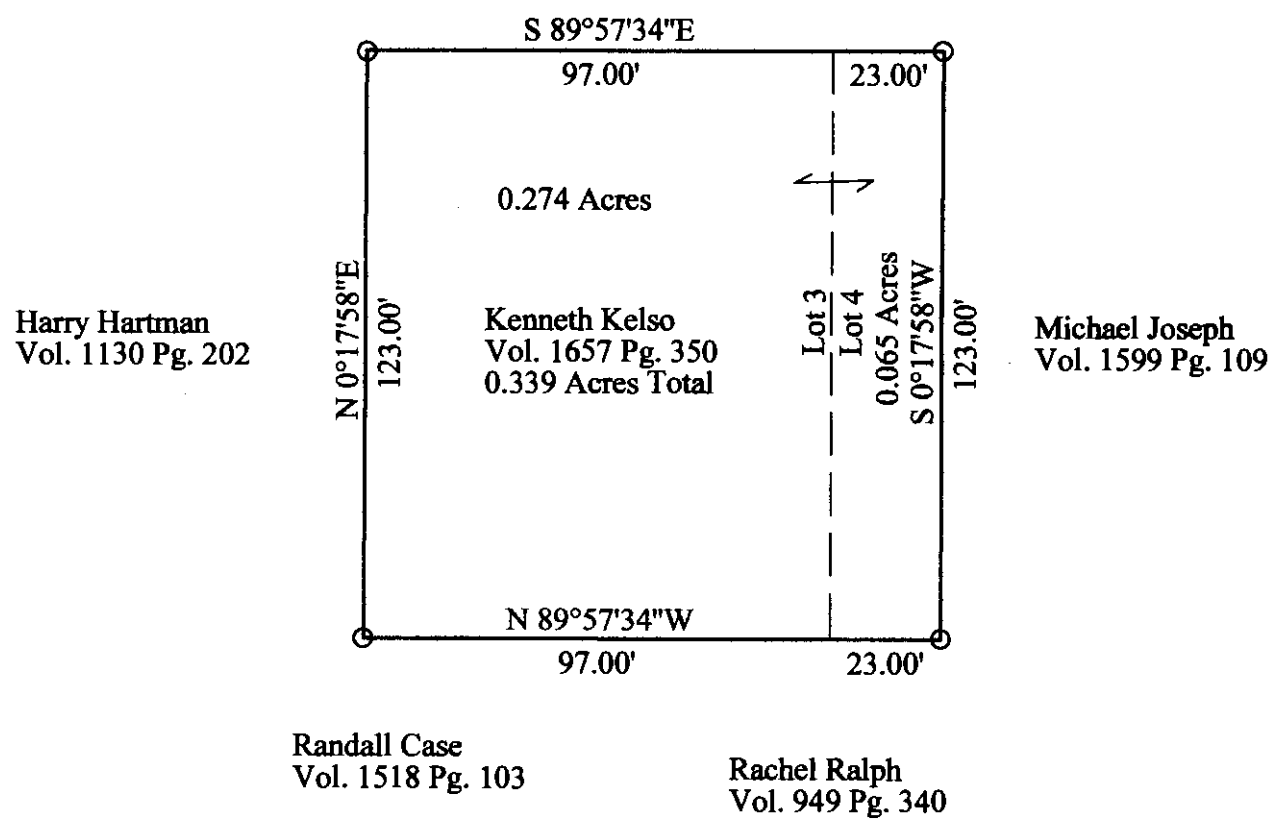 S 89°57'34"E
97.00'
23.00'
0.274 Acres
N 0°17'58"E
123.00'
Harry Hartman
Vol. 1130 Pg. 202
Kenneth Kelso
Vol. 1657 Pg. 350
0.339 Acres Total
Lot 3
Lot 4
0.065 Acres
S 0°17'58"W
123.00'
Michael Joseph
Vol. 1599 Pg. 109
N 89°57'34"W
97.00'
23.00'
Randall Case
Vol. 1518 Pg. 103
Rachel Ralph
Vol. 949 Pg. 340